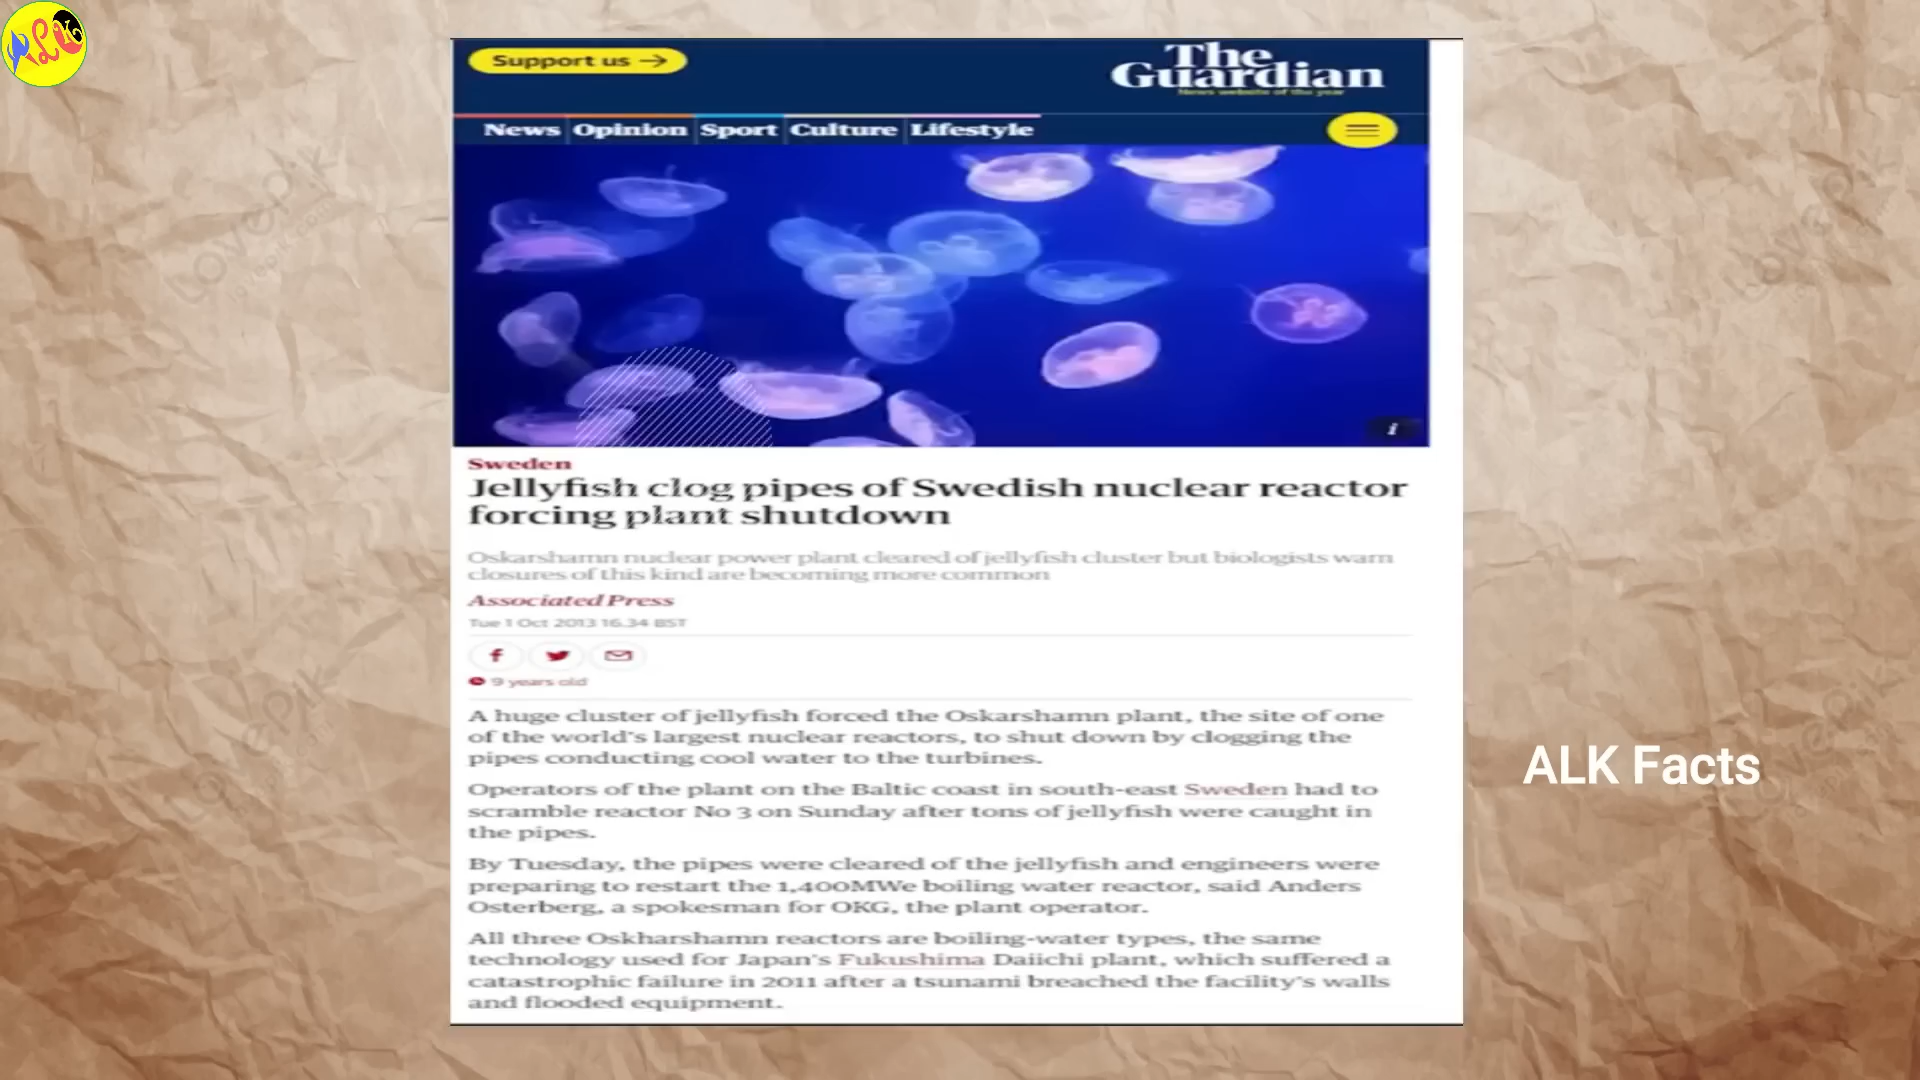 ALK
Support us
The
Guardian
News website of the year
News Opinion Sport Culture Lifestyle
i
Sweden
Jellyfish clog pipes of Swedish nuclear reactor
forcing plant shutdown
Oskarshamn nuclear power plant cleared of jellyfish cluster but biologists warn
closures of this kind are becoming more common
Associated Press
Tue 1 Oct 2013 16.34 BST
9 years old
A huge cluster of jellyfish forced the Oskarshamn plant, the site of one
of the world's largest nuclear reactors, to shut down by clogging the
pipes conducting cool water to the turbines.
Operators of the plant on the Baltic coast in south-east Sweden had to
scramble reactor No 3 on Sunday after tons of jellyfish were caught in
the pipes.
By Tuesday, the pipes were cleared of the jellyfish and engineers were
preparing to restart the 1,400MWe boiling water reactor, said Anders
Osterberg, a spokesman for OKG, the plant operator.
All three Oskharshamn reactors are boiling-water types, the same
technology used for Japan's Fukushima Daiichi plant, which suffered a
catastrophic failure in 2011 after a tsunami breached the facility's walls
and flooded equipment.
ALK Facts